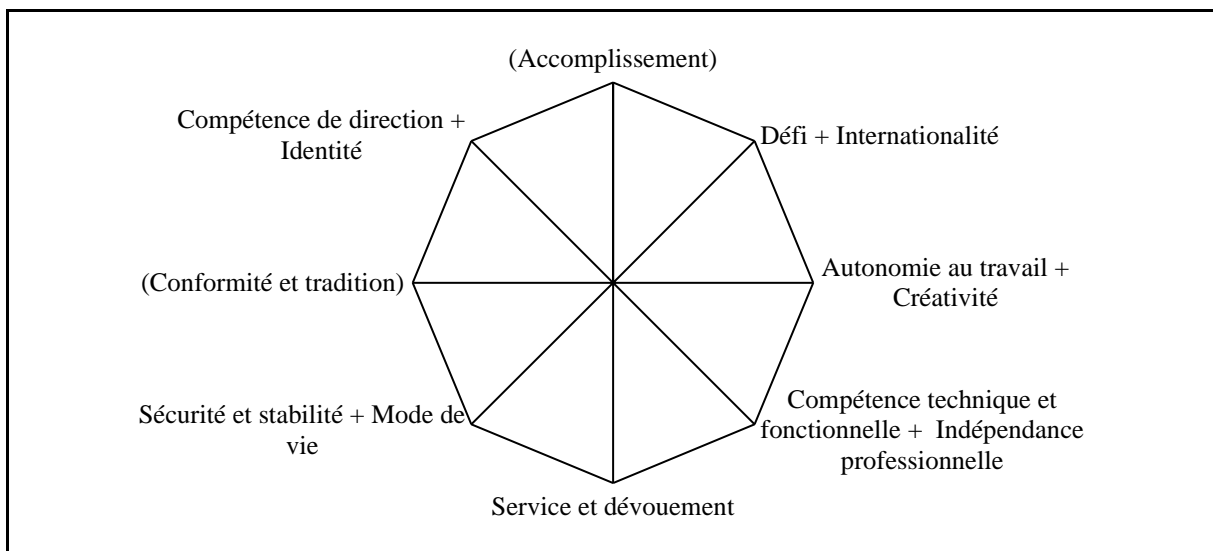 (Accomplissement)
Compétence de direction +
Identité
Défi + Internationalité
(Conformité et tradition)
Autonomie au travail +
Créativité
Sécurité et stabilité + Mode de
vie
Compétence technique et
fonctionnelle +  Indépendance
professionnelle
Service et dévouement